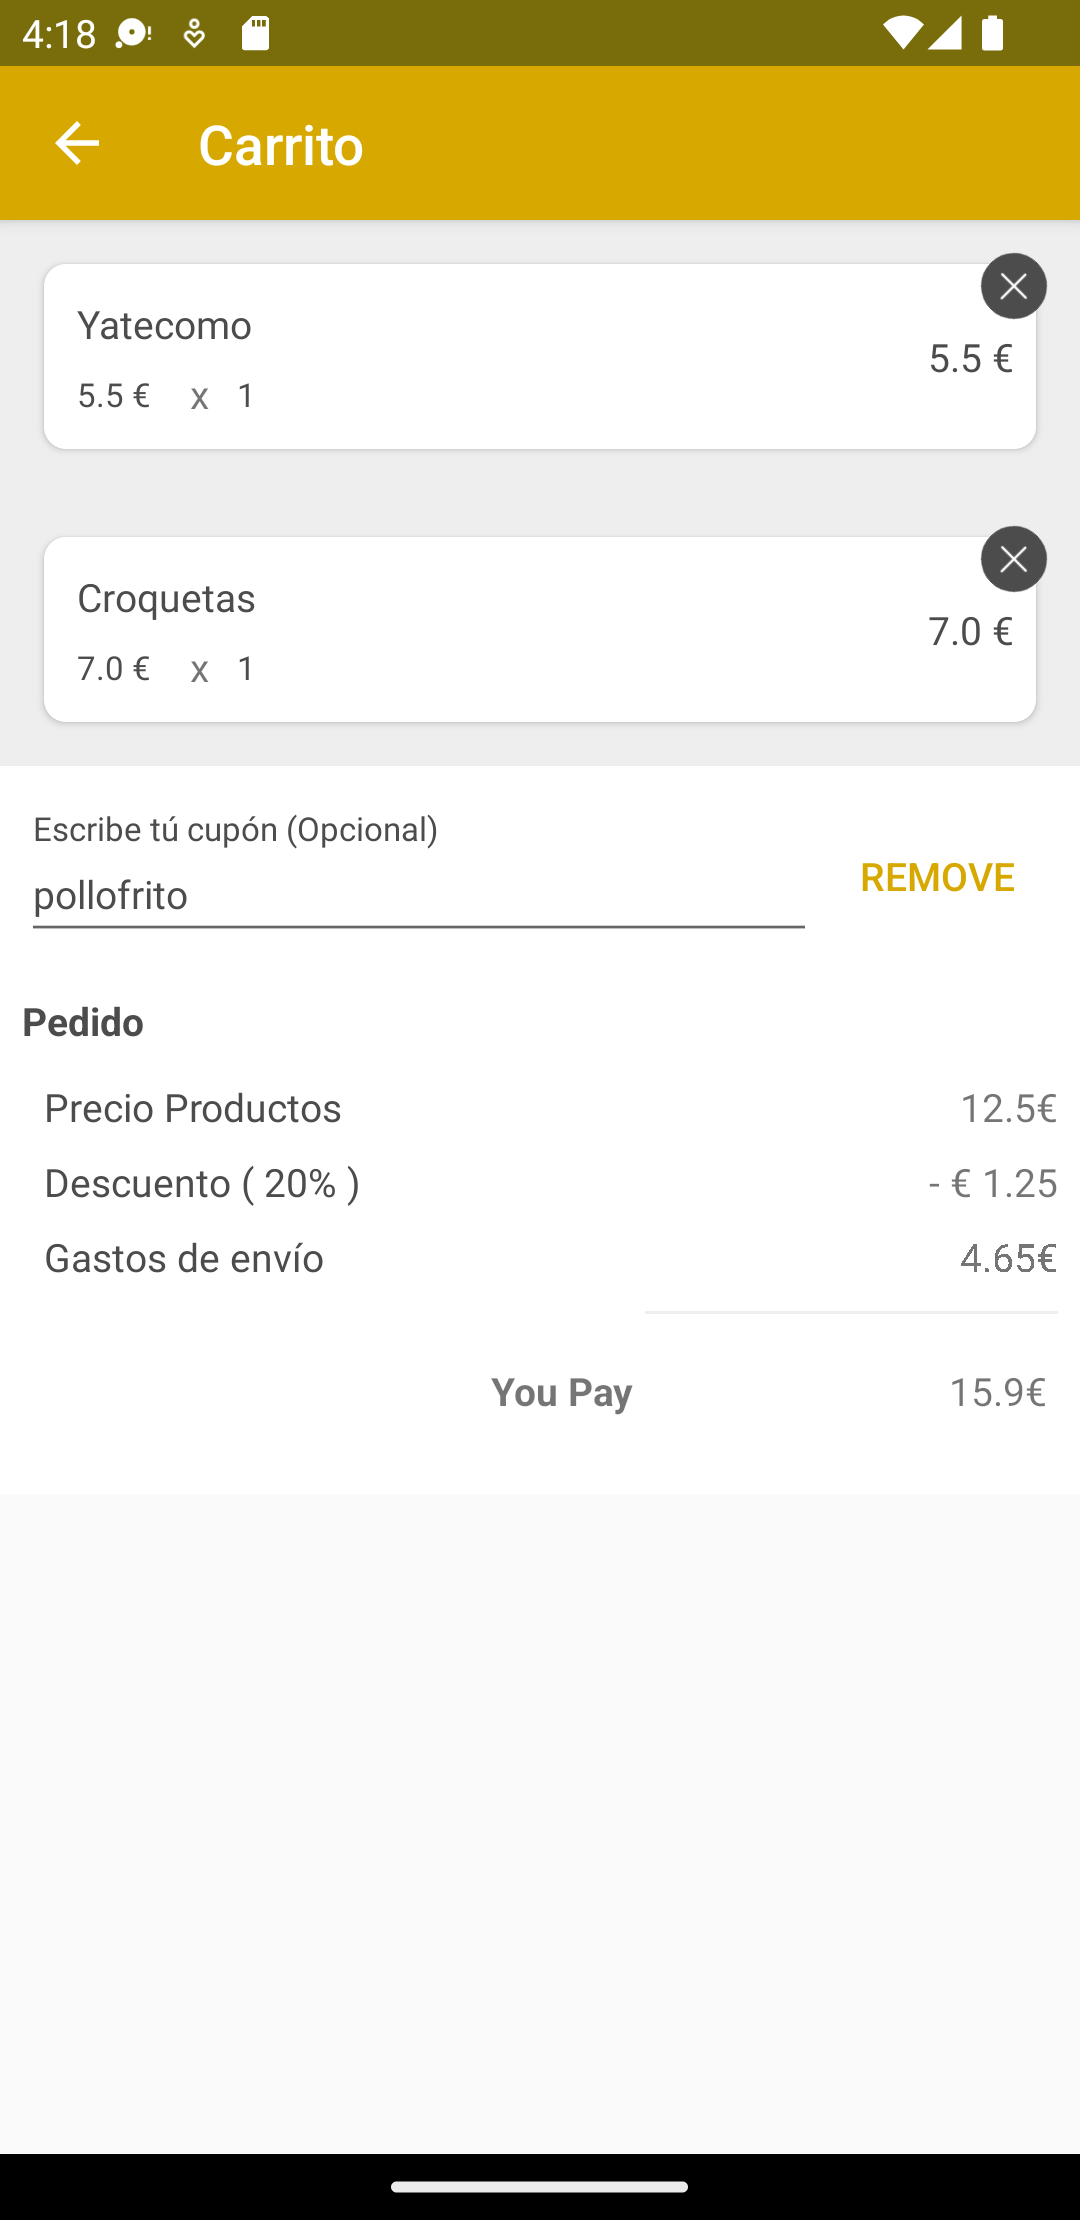 4:18
Carrito
Yatecomo
5.5 €
5.5 € x 1
Croquetas
7.0 €
7.0 € x 1
Escribe tú cupón (Opcional)
pollofrito
REMOVE
Pedido
Precio Productos 12.5€
Descuento ( 20% ) - € 1.25
Gastos de envío 4.65€
You Pay 15.9€